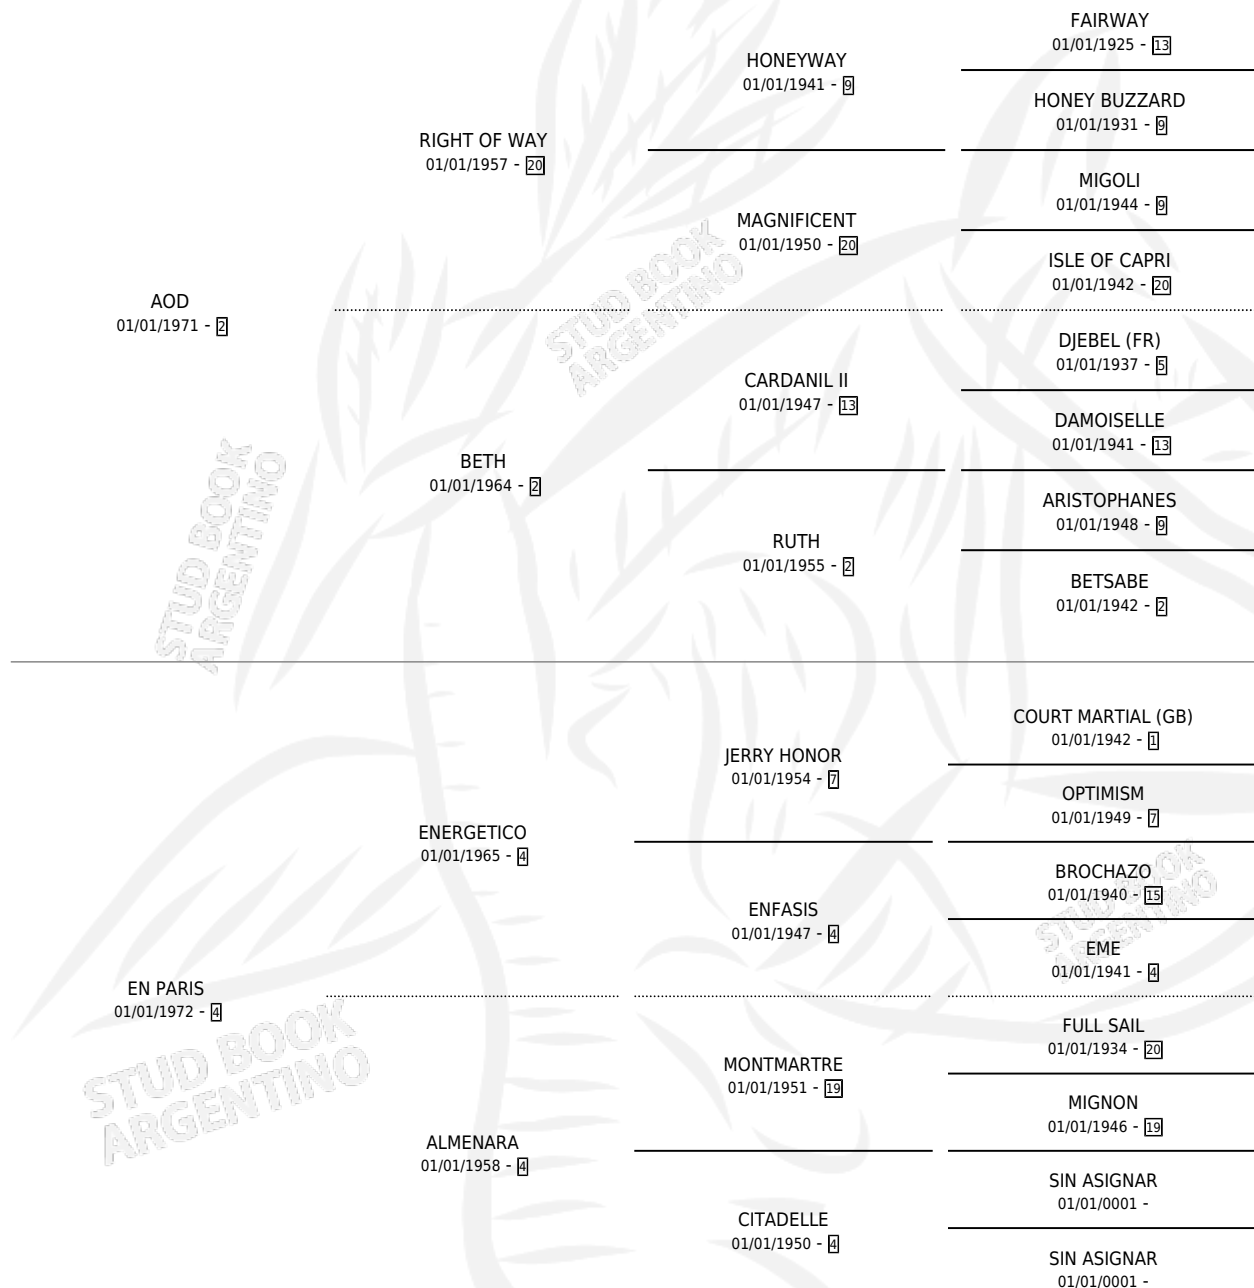 FAIRWAY
01/01/1925 - 13
HONEYWAY
01/01/1941 - 9
HONEY BUZZARD
01/01/1931 - 9
RIGHT OF WAY
01/01/1957 - 20
MIGOLI
01/01/1944 - 9
MAGNIFICENT
01/01/1950 - 20
ISLE OF CAPRI
01/01/1942 - 20
AOD
01/01/1971 - 2
DJEBEL (FR)
01/01/1937 - 5
CARDANIL II
01/01/1947 - 13
DAMOISELLE
01/01/1941 - 13
BETH
01/01/1964 - 2
ARISTOPHANES
01/01/1948 - 9
RUTH
01/01/1955 - 2
BETSABE
01/01/1942 - 2
COURT MARTIAL (GB)
01/01/1942 - 1
JERRY HONOR
01/01/1954 - 7
OPTIMISM
01/01/1949 - 7
ENERGETICO
01/01/1965 - 4
BROCHAZO
01/01/1940 - 15
ENFASIS
01/01/1947 - 4
EME
01/01/1941 - 4
EN PARIS
01/01/1972 - 4
FULL SAIL
01/01/1934 - 20
MONTMARTRE
01/01/1951 - 19
MIGNON
01/01/1946 - 19
ALMENARA
01/01/1958 - 4
SIN ASIGNAR
01/01/0001 -
CITADELLE
01/01/1950 - 4
SIN ASIGNAR
01/01/0001 -
STUD BOOK
ARGENTINO
STUD BOOK
ARGENTINO
STUD BOOK
ARGENTINO
STUD BOOK
ARGENTINO